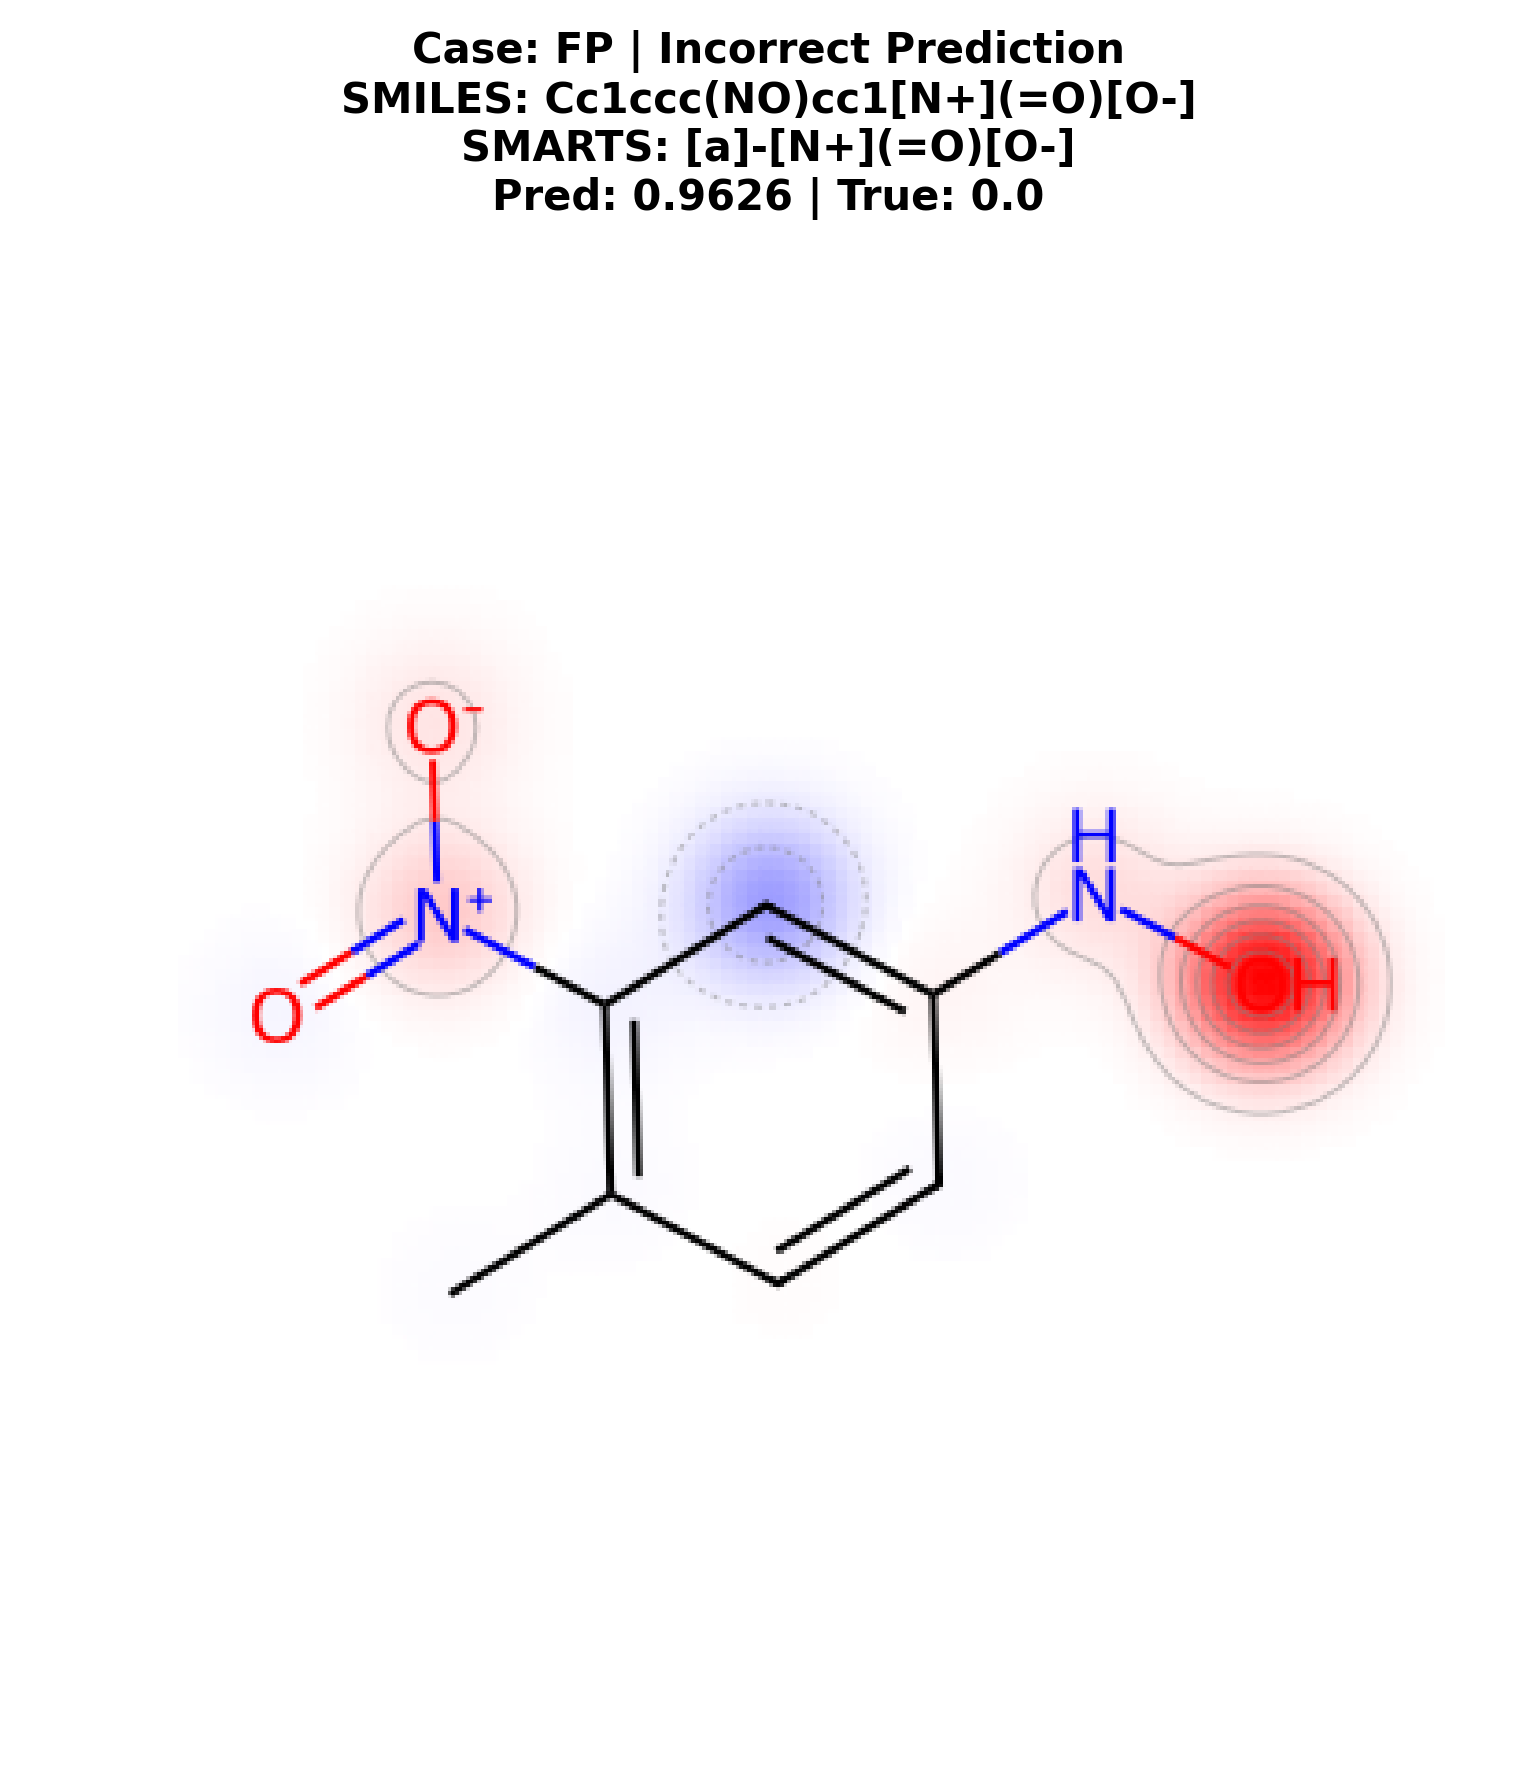 Case: FP | Incorrect Prediction
SMILES: Cc1ccc(NO)cc1[N+](=O)[O-]
SMARTS: [a]-[N+](=O)[O-]
Pred: 0.9626 | True: 0.0
O⁻
H
N⁺ N
OH
O